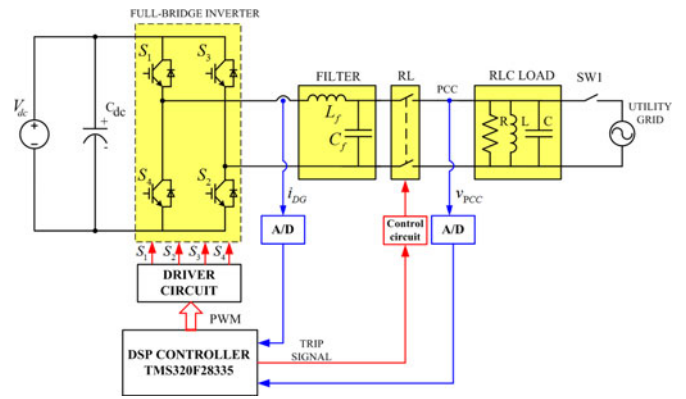 FULL-BRIDGE INVERTER
S1
S3
FILTER
RL
PCC
RLC LOAD
SW1
UTILITY
GRID
Vdc
+
-
+
Cdc
-
Lf
Cf
R
L
C
S4
S2
iDG
vPCC
A/D
Control
circuit
A/D
S1 S2 S3 S4
DRIVER
CIRCUIT
PWM
TRIP
SIGNAL
DSP CONTROLLER
TMS320F28335